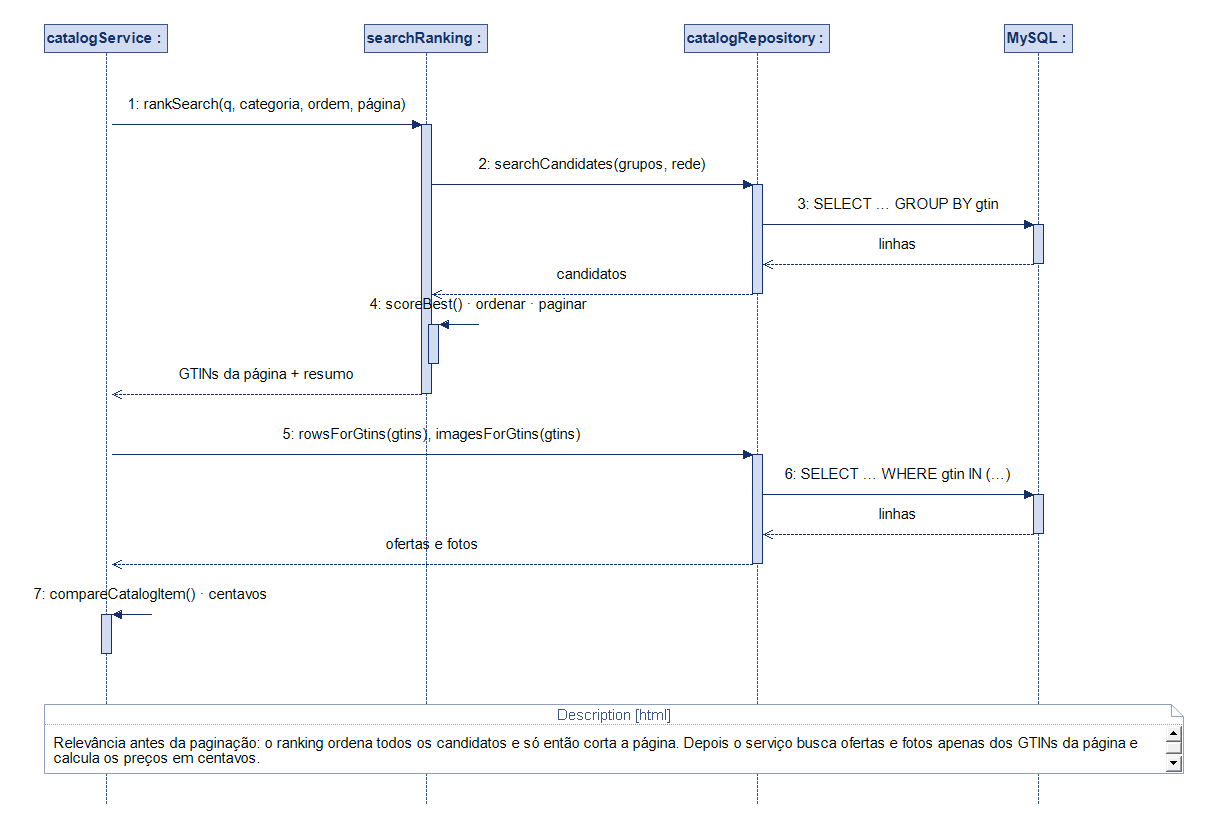 catalogService :
searchRanking :
catalogRepository :
MySQL :
1: rankSearch(q, categoria, ordem, página)
2: searchCandidates(grupos, rede)
3: SELECT … GROUP BY gtin
linhas
candidatos
4: scoreBest() · ordenar · paginar
GTINs da página + resumo
5: rowsForGtins(gtins), imagesForGtins(gtins)
6: SELECT … WHERE gtin IN (…)
linhas
ofertas e fotos
7: compareCatalogItem() · centavos
Description [html]
Relevância antes da paginação: o ranking ordena todos os candidatos e só então corta a página. Depois o serviço busca ofertas e fotos apenas dos GTINs da página e
calcula os preços em centavos.